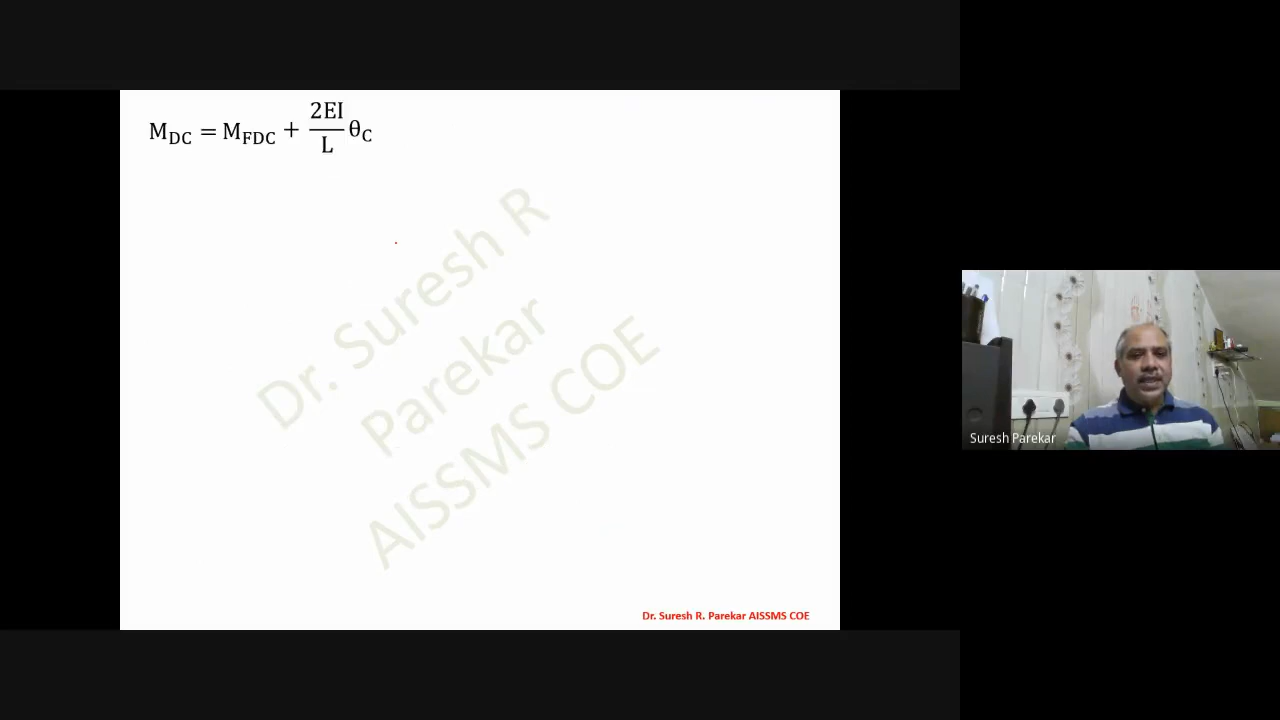 M_DC = M_FDC + 2EI/L θ_C
Dr. Suresh R
Parekar
AISSMS COE
Suresh Parekar
Dr. Suresh R. Parekar AISSMS COE